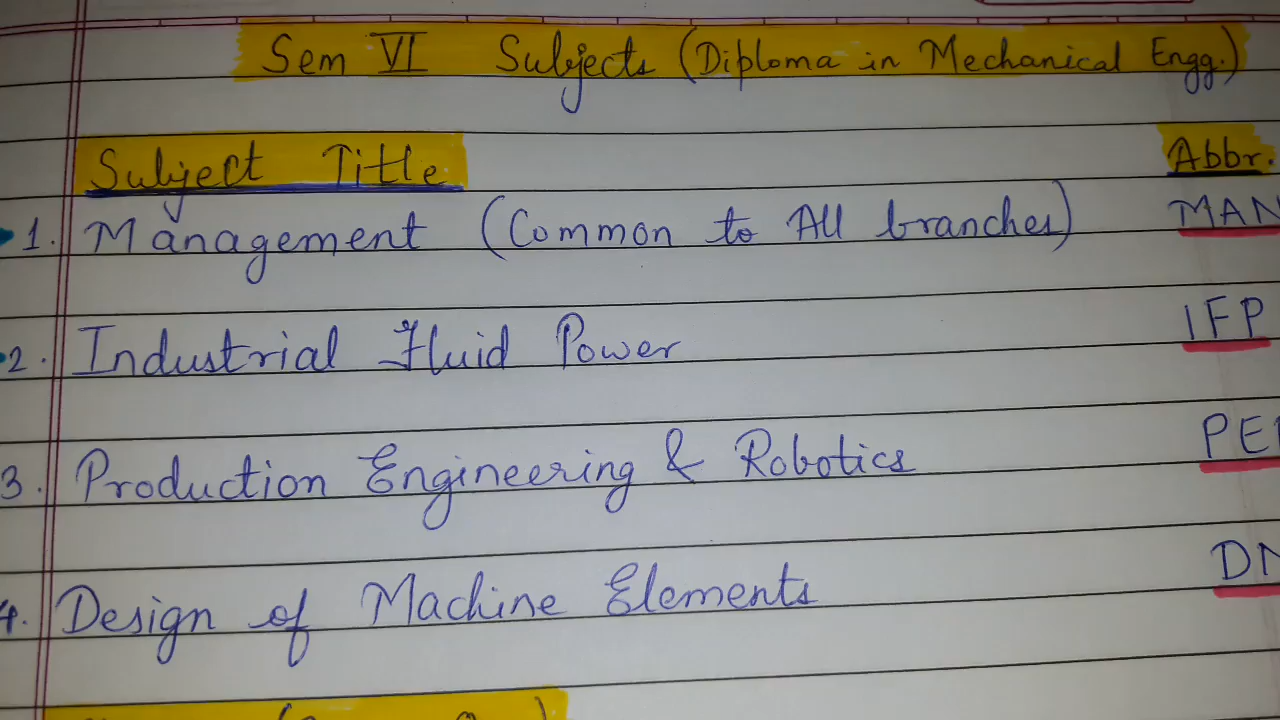 Sem VI Subjects (Diploma in Mechanical Engg.)
Subject Title Abbr.
1. Management (Common to All branches) MAN
2. Industrial Fluid Power IFP
3. Production Engineering & Robotics PE
4. Design of Machine Elements